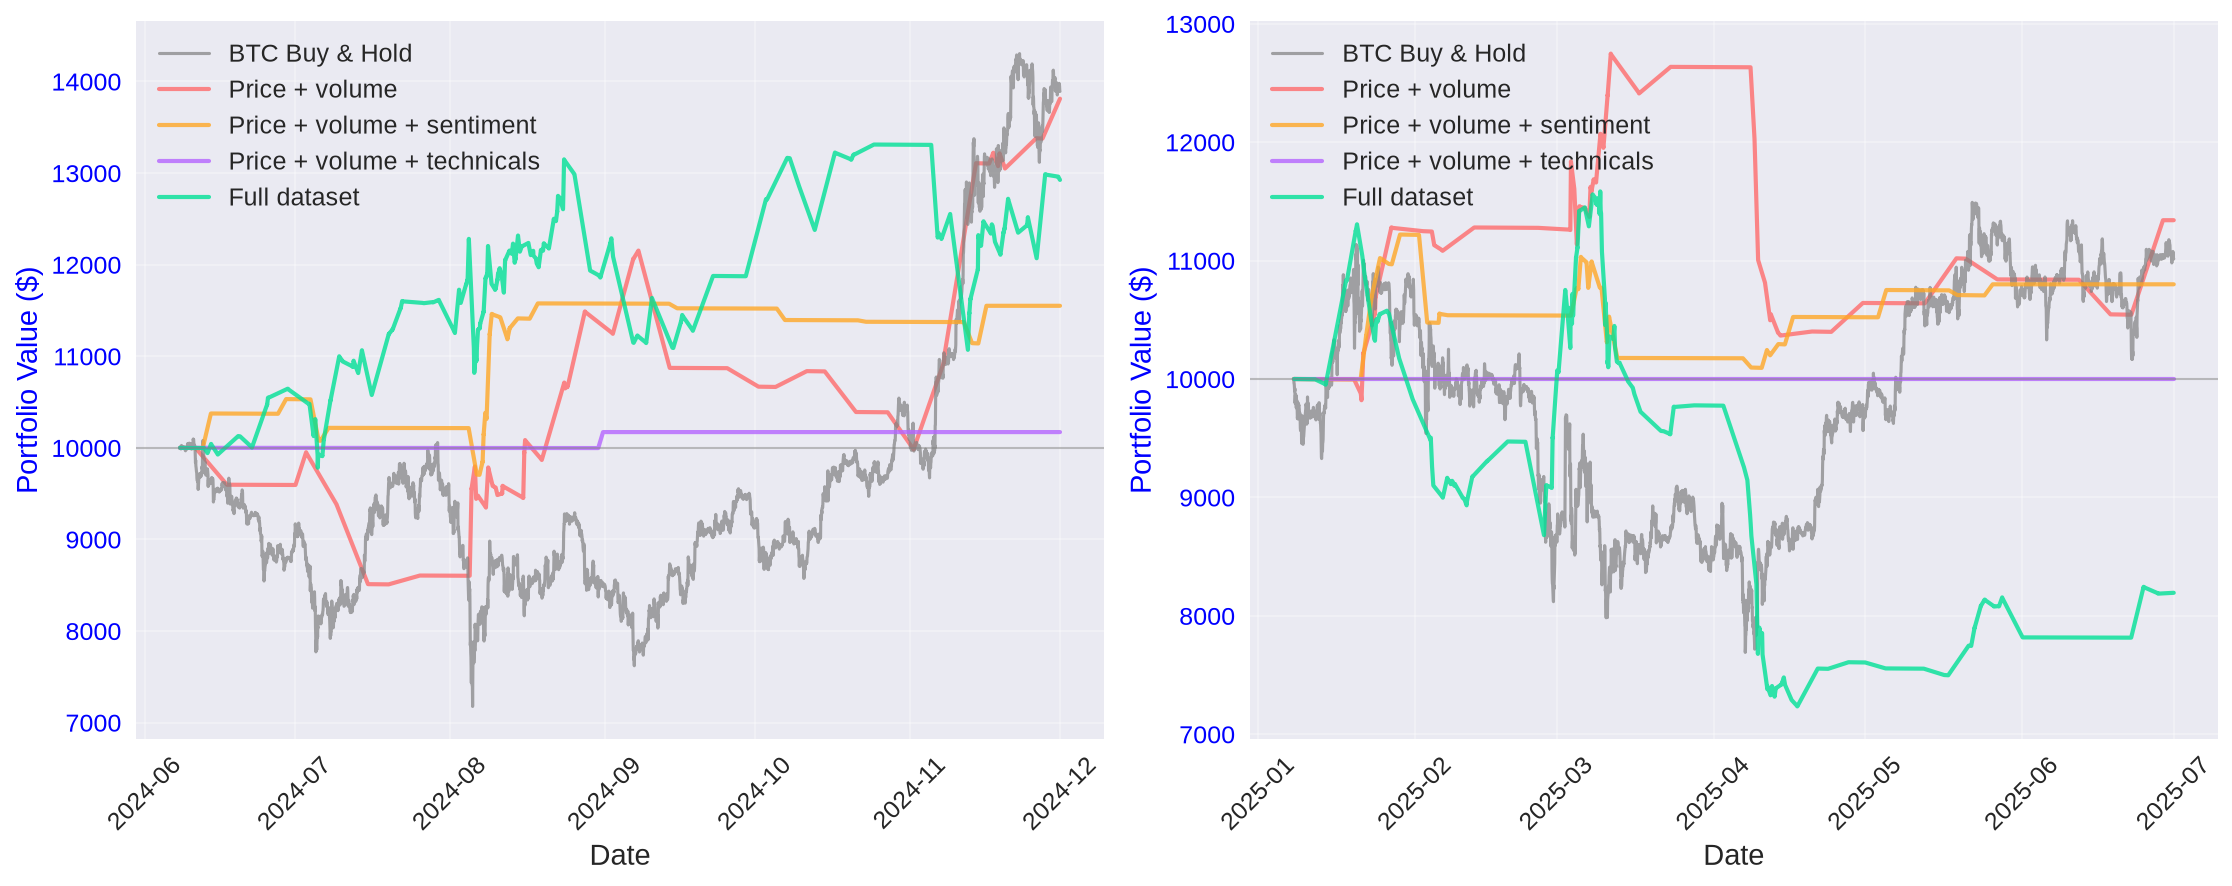 BTC Buy & Hold
Price + volume
Price + volume + sentiment
Price + volume + technicals
Full dataset
14000
13000
12000
11000
10000
9000
8000
7000
Portfolio Value ($)
2024-06
2024-07
2024-08
2024-09
2024-10
2024-11
2024-12
Date
BTC Buy & Hold
Price + volume
Price + volume + sentiment
Price + volume + technicals
Full dataset
13000
12000
11000
10000
9000
8000
7000
Portfolio Value ($)
2025-01
2025-02
2025-03
2025-04
2025-05
2025-06
2025-07
Date